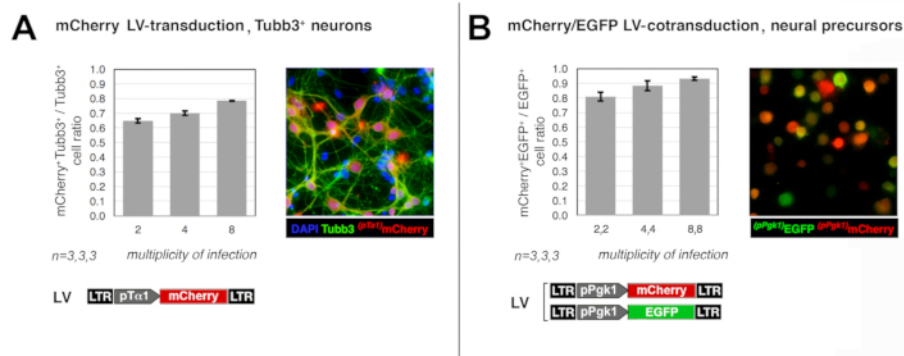 A mCherry LV-transduction, Tubb3⁺ neurons
mCherry⁺Tubb3⁺ / Tubb3⁺
cell ratio
1.0
0.9
0.8
0.7
0.6
0.5
0.4
0.3
0.2
0.1
0.0
2 4 8
n=3,3,3 multiplicity of infection
DAPI Tubb3 (pTα1)mCherry
LV LTR pTα1 mCherry LTR
B mCherry/EGFP LV-cotransduction, neural precursors
mCherry⁺EGFP⁺ / EGFP⁺
cell ratio
1.0
0.9
0.8
0.7
0.6
0.5
0.4
0.3
0.2
0.1
0.0
2,2 4,4 8,8
n=3,3,3 multiplicity of infection
(pPgk1)EGFP (pPgk1)mCherry
LV
LTR pPgk1 mCherry LTR
LTR pPgk1 EGFP LTR